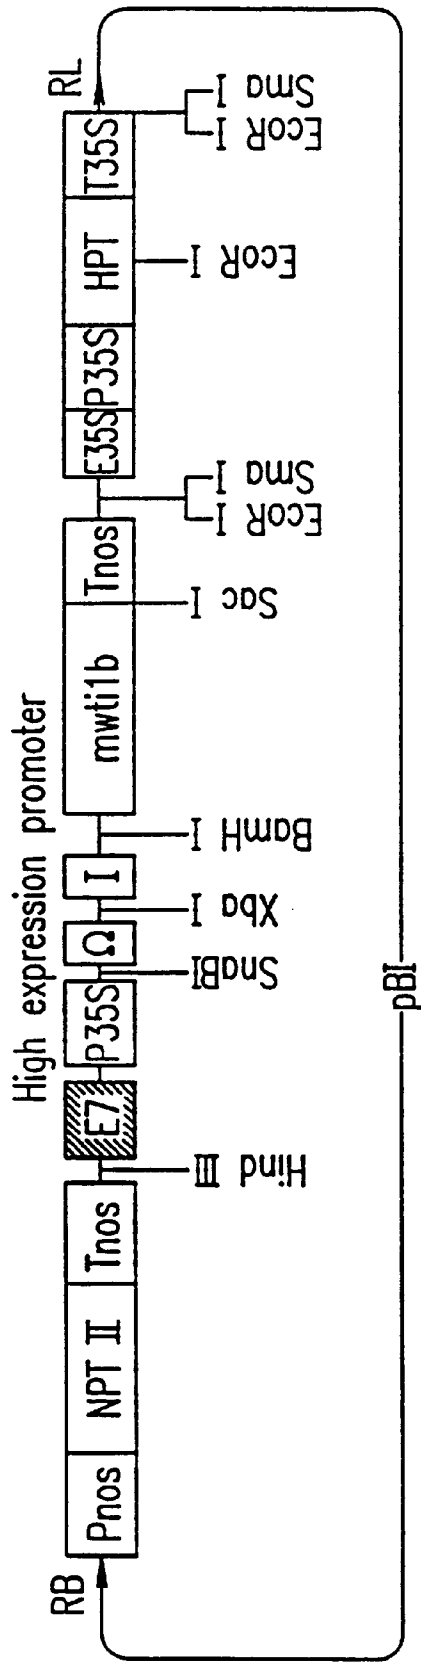 High expression promoter
RB
Pnos
NPT II
Tnos
E7
P35S
Ω
I
mwti1b
Tnos
E35S
P35S
HPT
T35S
RL
Hind III
SnaBI
Xba I
BamH I
Sac I
EcoR I
Sma I
EcoR I
EcoR I
Sma I
pBI